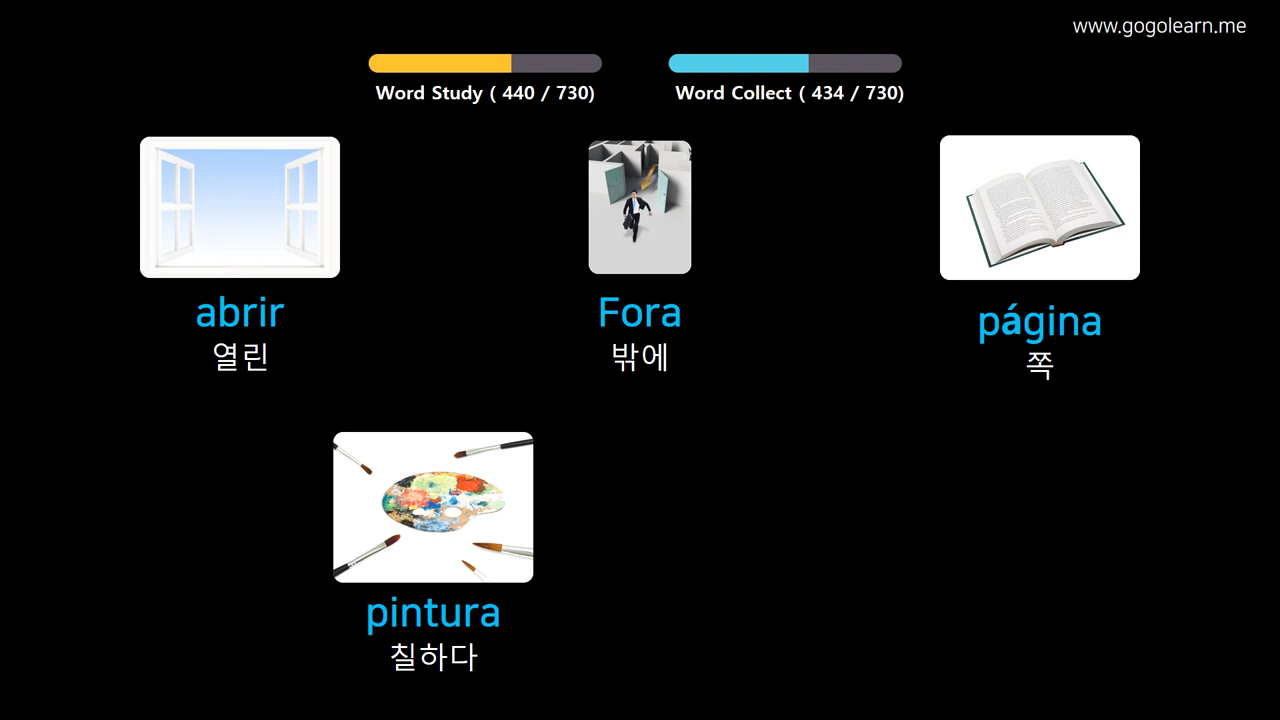 www.gogolearn.me
Word Study ( 440 / 730)
Word Collect ( 434 / 730)
abrir
열린
Fora
밖에
página
쪽
pintura
칠하다